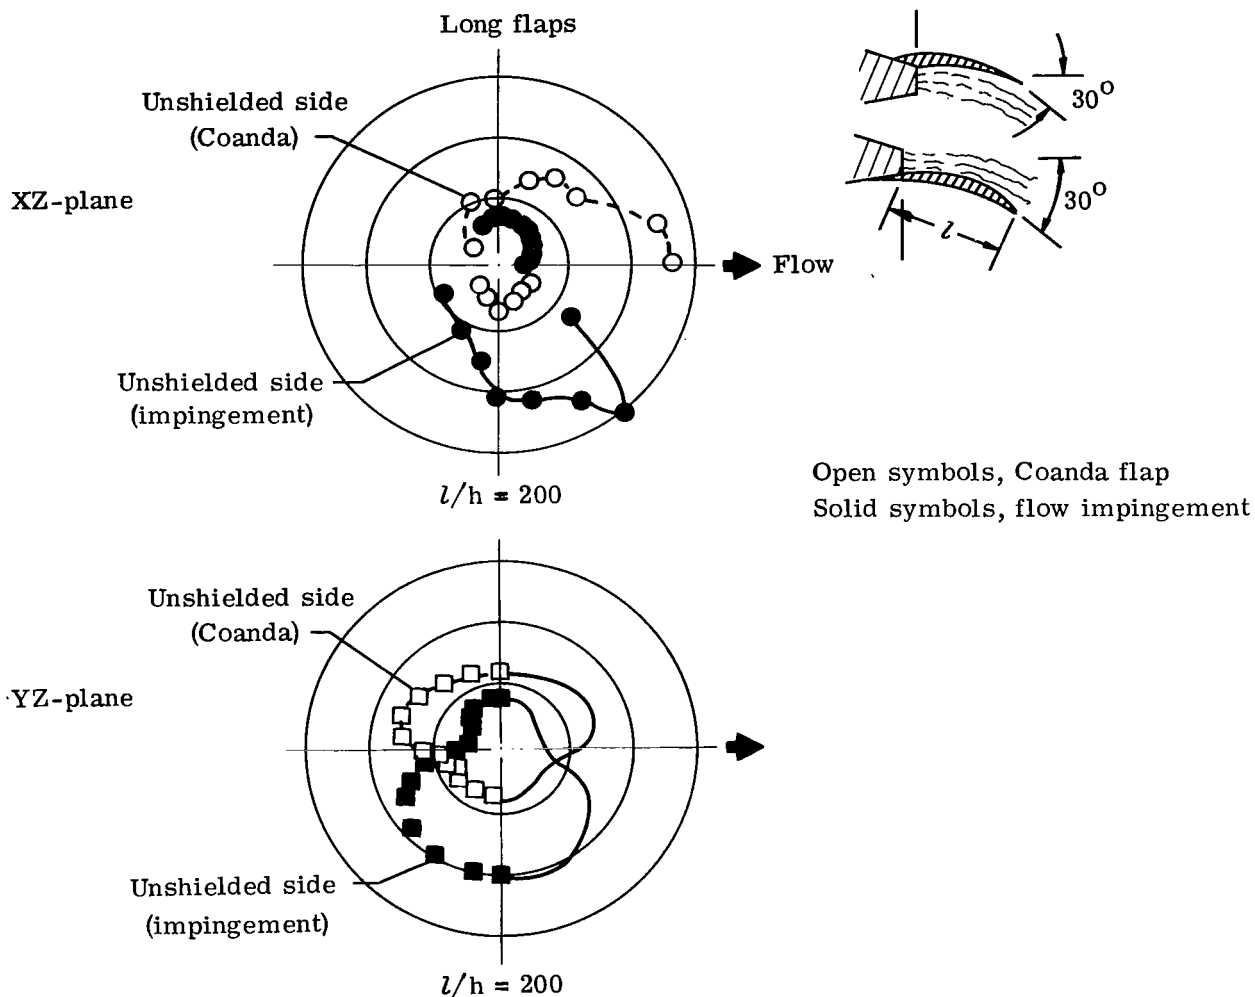 Long flaps
Unshielded side
(Coanda)
30°
XZ-plane
30°
l
Flow
Unshielded side
(impingement)
l/h = 200
Open symbols, Coanda flap
Solid symbols, flow impingement
Unshielded side
(Coanda)
YZ-plane
Unshielded side
(impingement)
l/h = 200